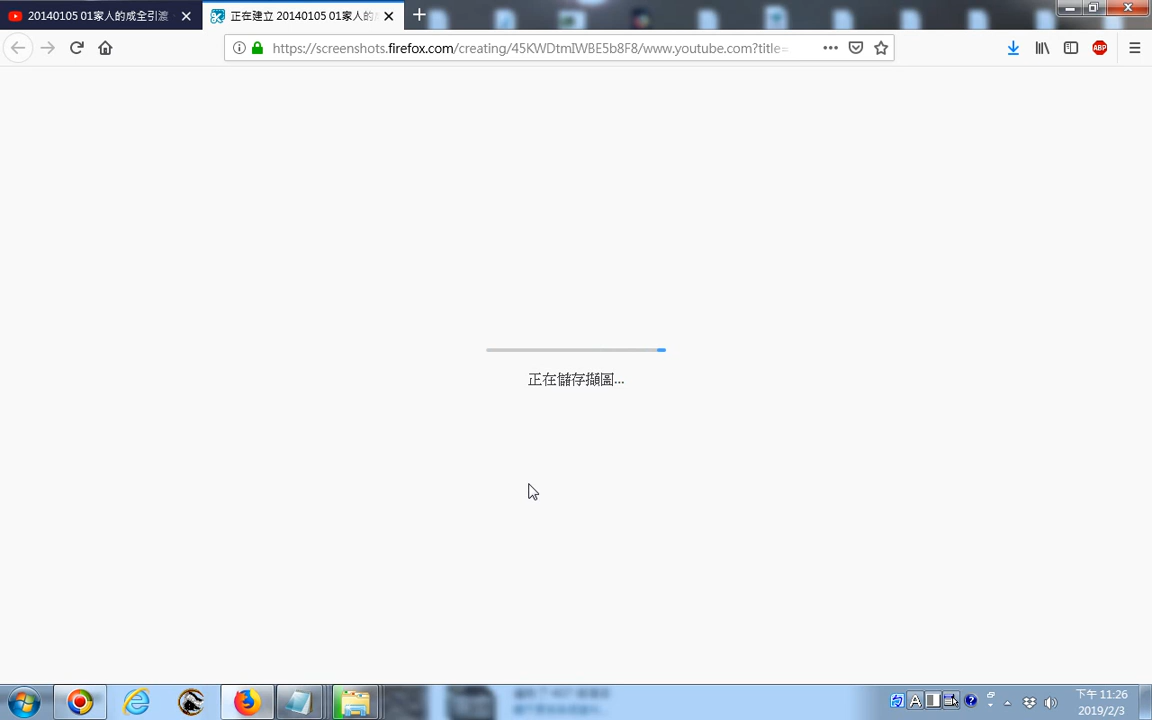 20140105 01家人的成全引渡
正在建立 20140105 01家人的
https://screenshots.firefox.com/creating/45KWDtmIWBE5b8F8/www.youtube.com?title=
ABP
正在儲存擷圖...
A
下午 11:26
2019/2/3